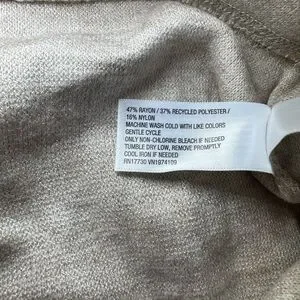 47% RAYON / 37% RECYCLED POLYESTER /
16% NYLON
MACHINE WASH COLD WITH LIKE COLORS
GENTLE CYCLE
ONLY NON-CHLORINE BLEACH IF NEEDED
TUMBLE DRY LOW, REMOVE PROMPTLY
COOL IRON IF NEEDED
RN17730 VN1974109